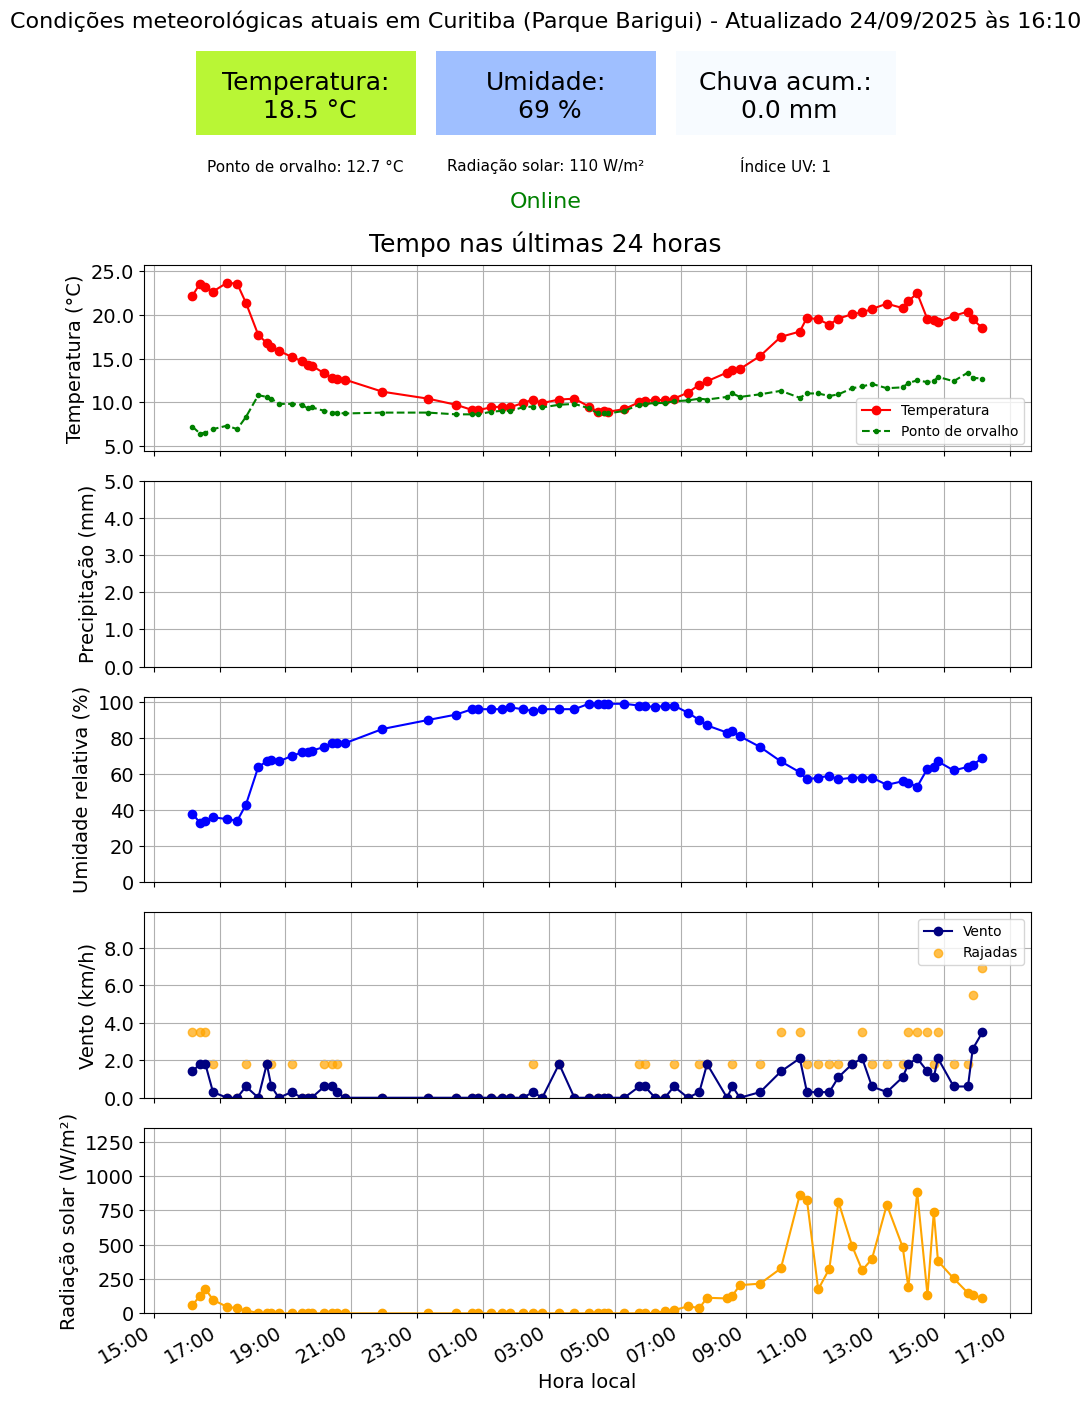 Condições meteorológicas atuais em Curitiba (Parque Barigui) - Atualizado 24/09/2025 às 16:10
Temperatura:
18.5 °C
Umidade:
69 %
Chuva acum.:
0.0 mm
Ponto de orvalho: 12.7 °C
Radiação solar: 110 W/m²
Índice UV: 1
Online
Tempo nas últimas 24 horas
Temperatura (°C)
25.0
20.0
15.0
10.0
5.0
Temperatura
Ponto de orvalho
Precipitação (mm)
5.0
4.0
3.0
2.0
1.0
0.0
Umidade relativa (%)
100
80
60
40
20
0
Vento (km/h)
8.0
6.0
4.0
2.0
0.0
Vento
Rajadas
Radiação solar (W/m²)
1250
1000
750
500
250
0
15:00
17:00
19:00
21:00
23:00
01:00
03:00
05:00
07:00
09:00
11:00
13:00
15:00
17:00
Hora local